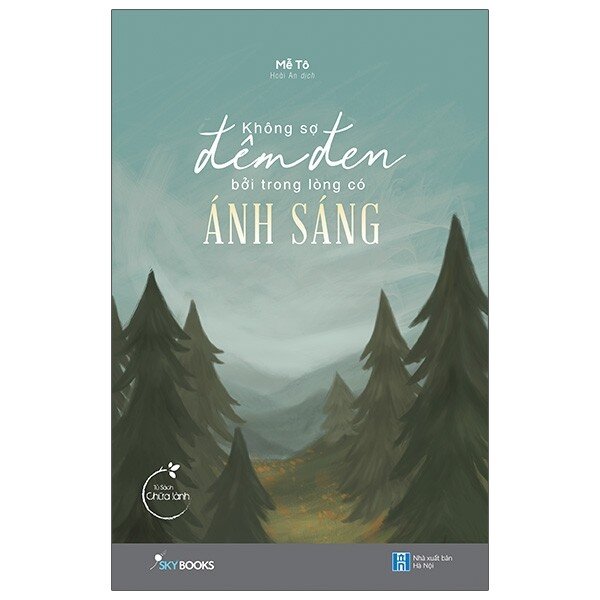 Mễ Tô
Hoài An dịch
Không sợ
đêm đen
bởi trong lòng có
ÁNH SÁNG
Tủ Sách
Chữa lành
SKYBOOKS
Nhà xuất bản
Hà Nội